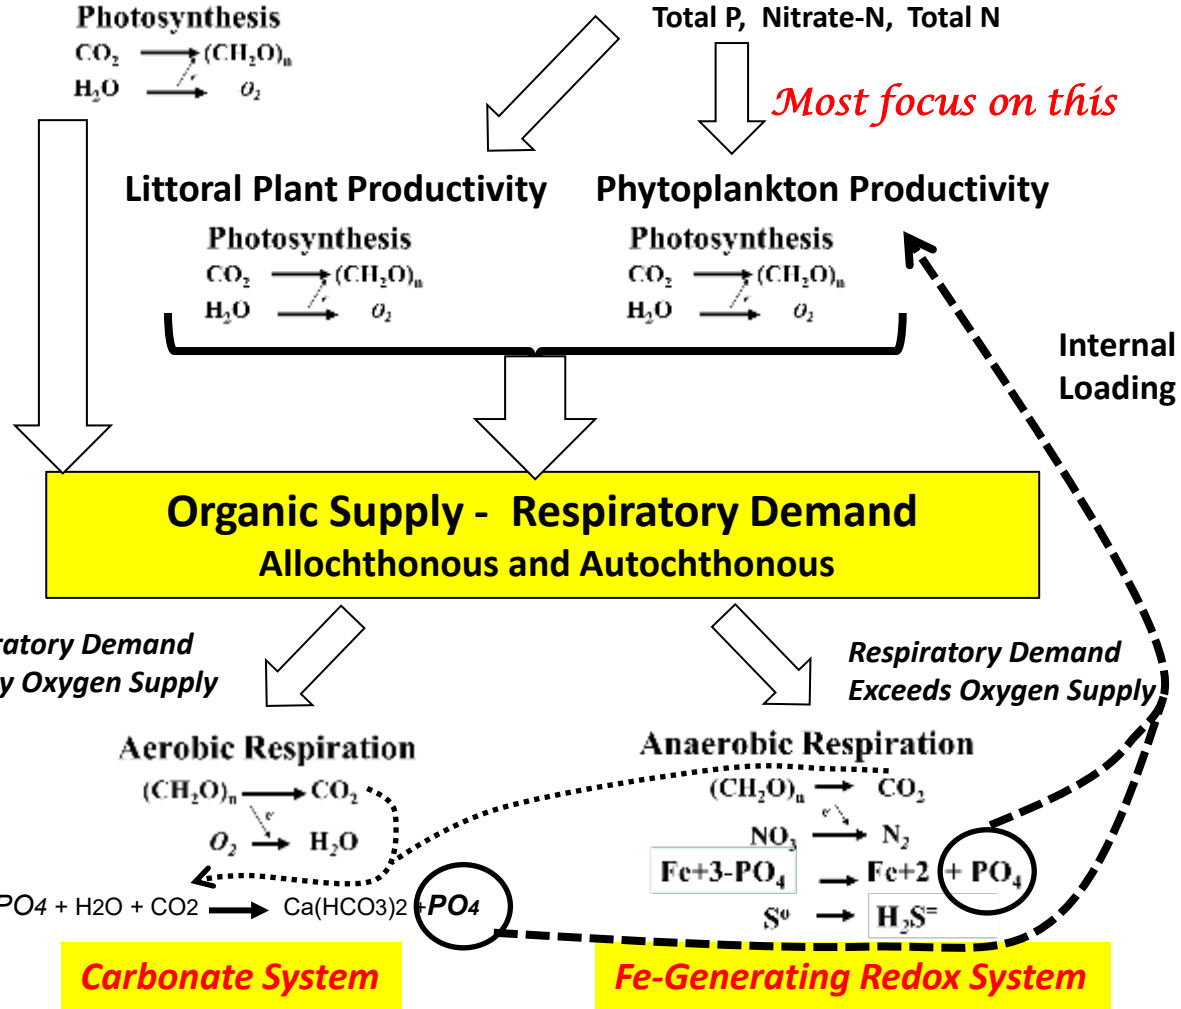 Photosynthesis
CO₂ → (CH₂O)ₙ
H₂O → O₂
Total P, Nitrate-N, Total N
Most focus on this
Littoral Plant Productivity
Phytoplankton Productivity
Photosynthesis
CO₂ → (CH₂O)ₙ
H₂O → O₂
Photosynthesis
CO₂ → (CH₂O)ₙ
H₂O → O₂
Internal
Loading
Organic Supply - Respiratory Demand
Allochthonous and Autochthonous
ratory Demand
y Oxygen Supply
Respiratory Demand
Exceeds Oxygen Supply
Aerobic Respiration
(CH₂O)ₙ → CO₂
e
O₂ → H₂O
PO4 + H2O + CO2 → Ca(HCO3)2 +PO4
Carbonate System
Anaerobic Respiration
(CH₂O)ₙ → CO₂
e
NO₃ → N₂
Fe+3-PO₄ → Fe+2 + PO₄
S⁰ → H₂S⁼
Fe-Generating Redox System